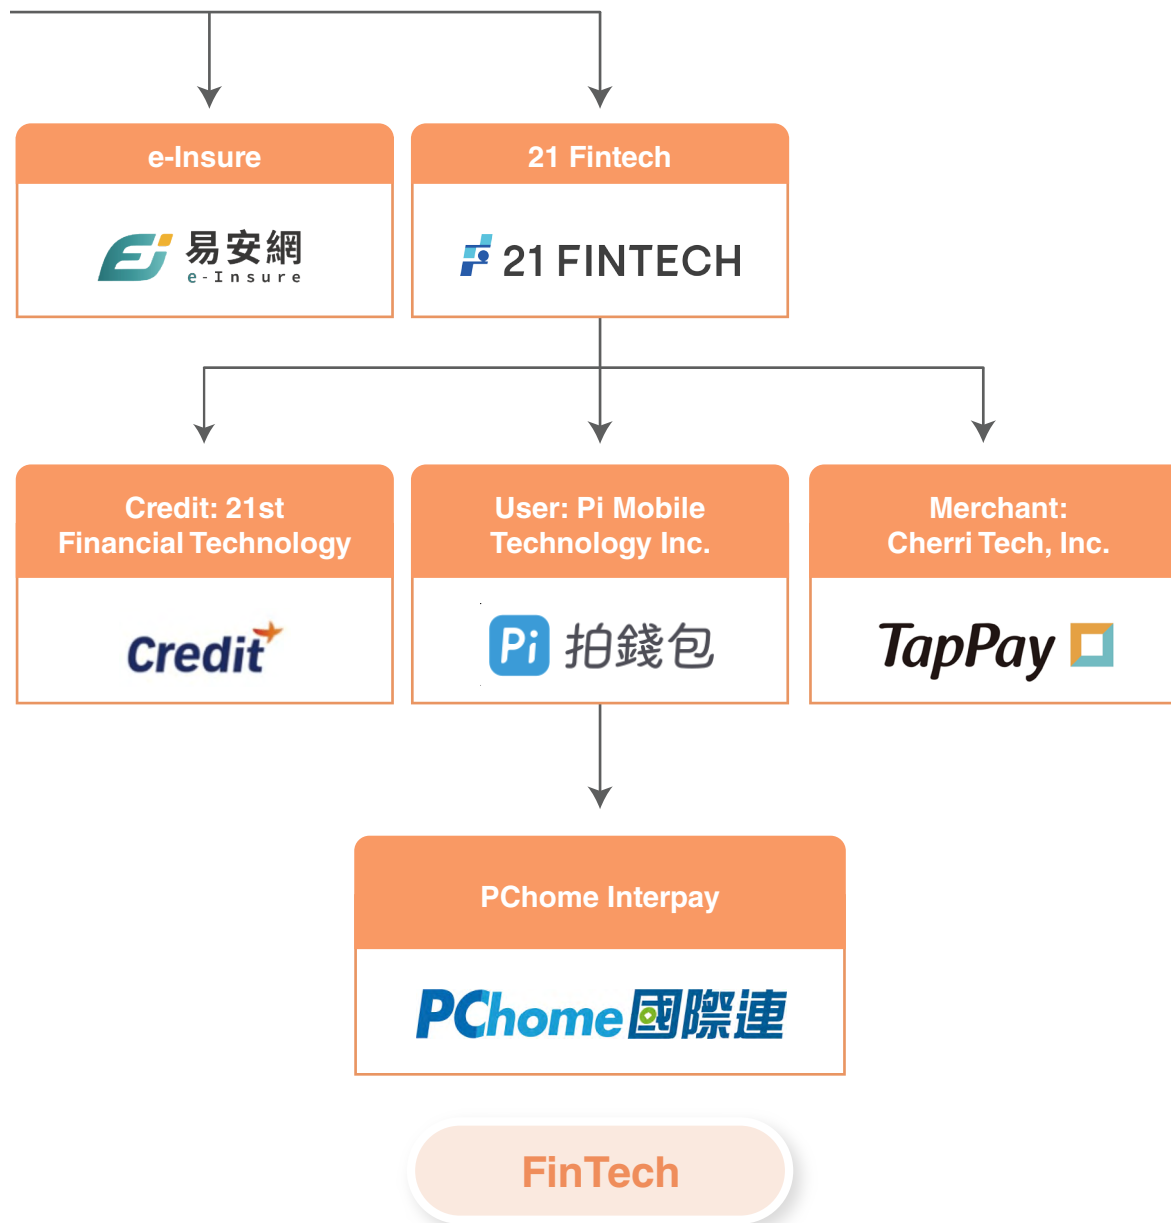 e-Insure
21 Fintech
易安網
e-Insure
21 FINTECH
Credit: 21st
Financial Technology
User: Pi Mobile
Technology Inc.
Merchant:
Cherri Tech, Inc.
Credit
Pi 拍錢包
TapPay
PChome Interpay
PChome 國際連
FinTech